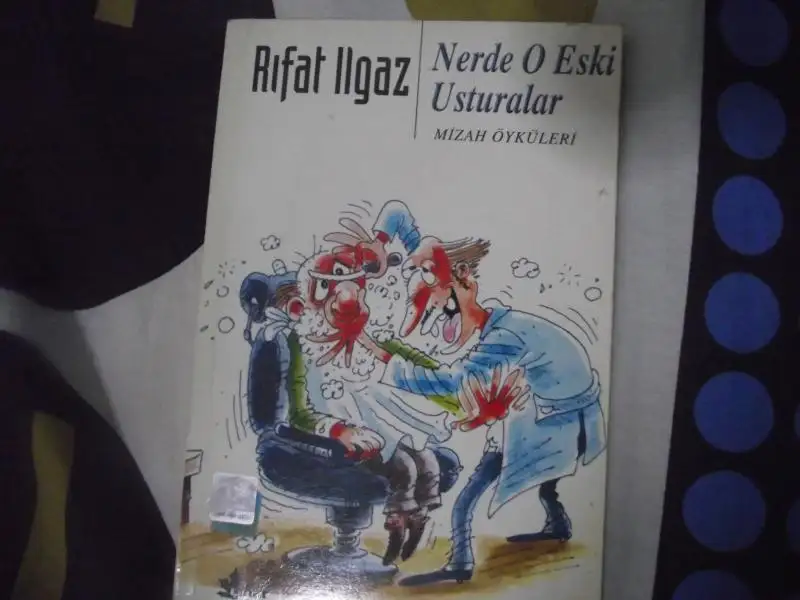 Rıfat Ilgaz
Nerde O Eski
Usturalar
MİZAH ÖYKÜLERİ